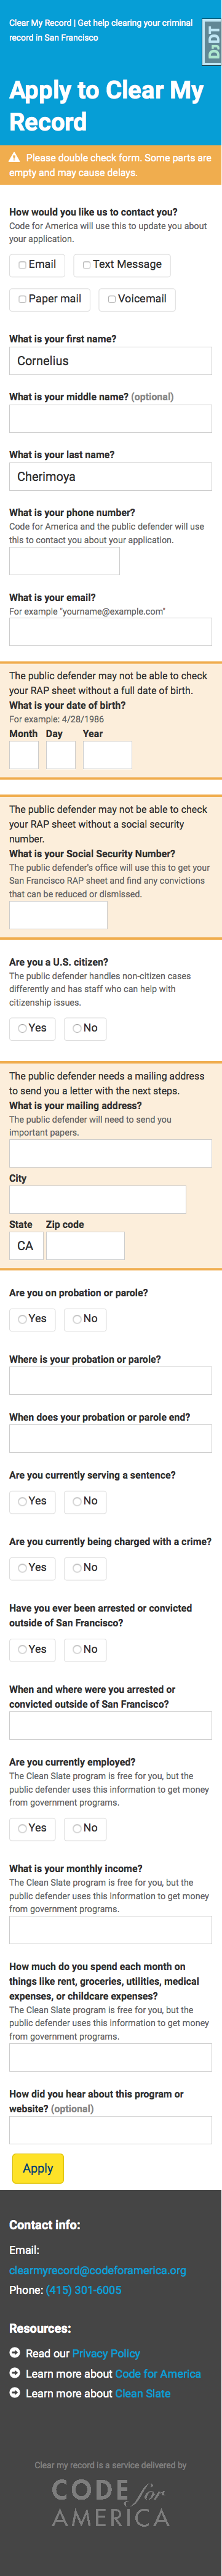 Clear My Record | Get help clearing your criminal
record in San Francisco
DJDT
Apply to Clear My
Record
Please double check form. Some parts are
empty and may cause delays.
How would you like us to contact you?
Code for America will use this to update you about
your application.
Email Text Message
Paper mail Voicemail
What is your first name?
Cornelius
What is your middle name? (optional)
What is your last name?
Cherimoya
What is your phone number?
Code for America and the public defender will use
this to contact you about your application.
What is your email?
For example "yourname@example.com"
The public defender may not be able to check
your RAP sheet without a full date of birth.
What is your date of birth?
For example: 4/28/1986
Month Day Year
The public defender may not be able to check
your RAP sheet without a social security
number.
What is your Social Security Number?
The public defender's office will use this to get your
San Francisco RAP sheet and find any convictions
that can be reduced or dismissed.
Are you a U.S. citizen?
The public defender handles non-citizen cases
differently and has staff who can help with
citizenship issues.
Yes No
The public defender needs a mailing address
to send you a letter with the next steps.
What is your mailing address?
The public defender will need to send you
important papers.
City
State Zip code
CA
Are you on probation or parole?
Yes No
Where is your probation or parole?
When does your probation or parole end?
Are you currently serving a sentence?
Yes No
Are you currently being charged with a crime?
Yes No
Have you ever been arrested or convicted
outside of San Francisco?
Yes No
When and where were you arrested or
convicted outside of San Francisco?
Are you currently employed?
The Clean Slate program is free for you, but the
public defender uses this information to get money
from government programs.
Yes No
What is your monthly income?
The Clean Slate program is free for you, but the
public defender uses this information to get money
from government programs.
How much do you spend each month on
things like rent, groceries, utilities, medical
expenses, or childcare expenses?
The Clean Slate program is free for you, but the
public defender uses this information to get money
from government programs.
How did you hear about this program or
website? (optional)
Apply
Contact info:
Email:
clearmyrecord@codeforamerica.org
Phone: (415) 301-6005
Resources:
Read our Privacy Policy
Learn more about Code for America
Learn more about Clean Slate
Clear my record is a service delivered by
CODE for
AMERICA